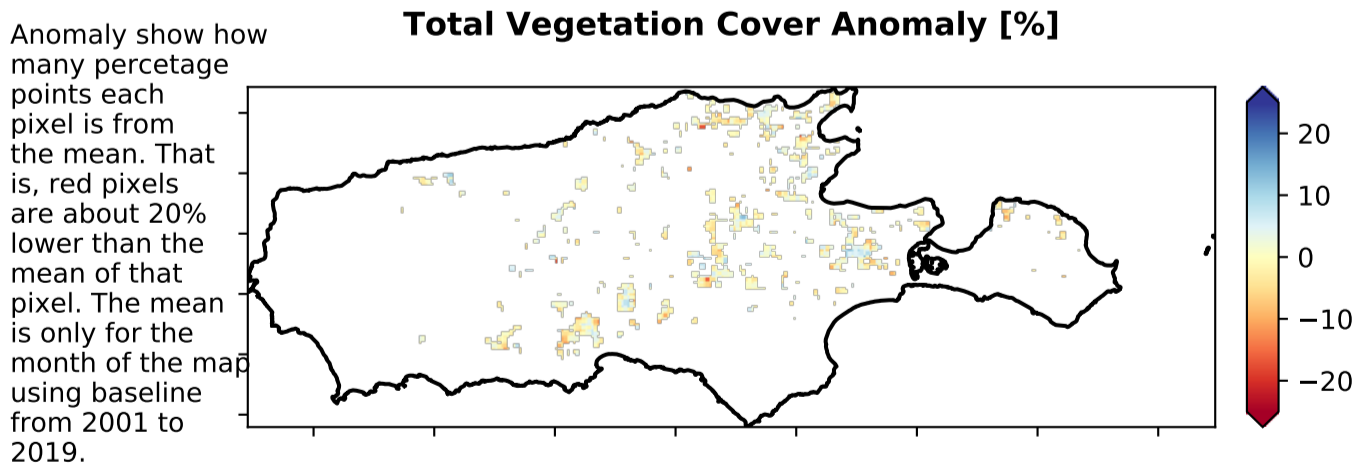 Total Vegetation Cover Anomaly [%]
Anomaly show how
many percetage
points each
pixel is from
the mean. That
is, red pixels
are about 20%
lower than the
mean of that
pixel. The mean
is only for the
month of the map
using baseline
from 2001 to
2019.
20
10
0
−10
−20